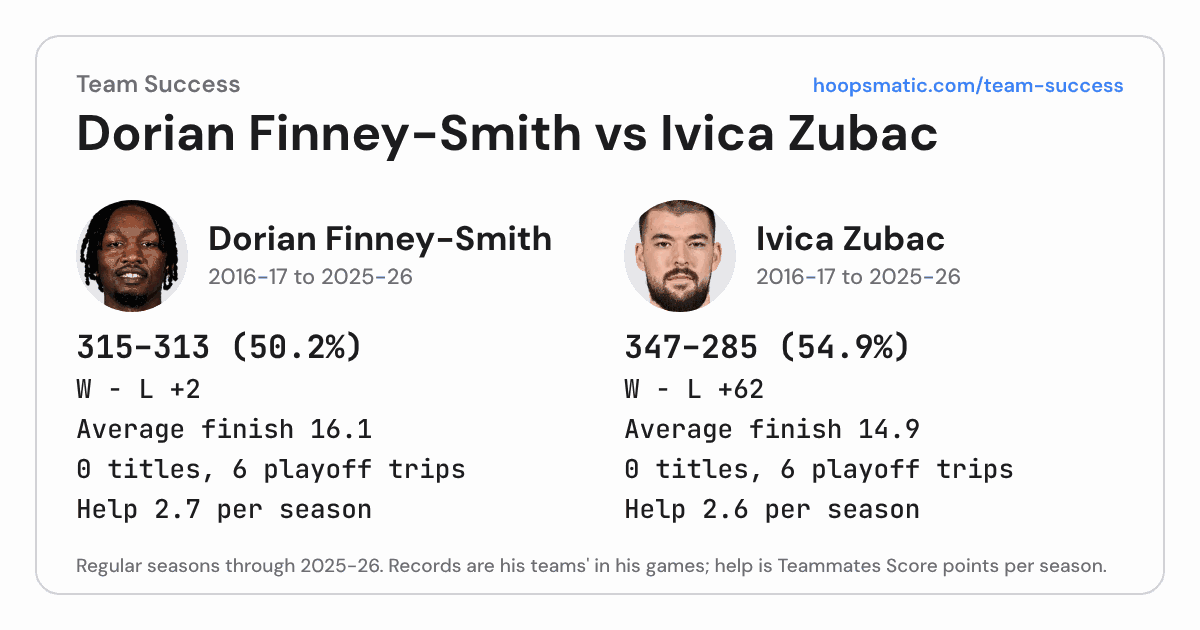 Team Success
hoopsmatic.com/team-success
Dorian Finney-Smith vs Ivica Zubac
Dorian Finney-Smith
2016-17 to 2025-26
315-313 (50.2%)
W - L +2
Average finish 16.1
0 titles, 6 playoff trips
Help 2.7 per season
Ivica Zubac
2016-17 to 2025-26
347-285 (54.9%)
W - L +62
Average finish 14.9
0 titles, 6 playoff trips
Help 2.6 per season
Regular seasons through 2025-26. Records are his teams' in his games; help is Teammates Score points per season.